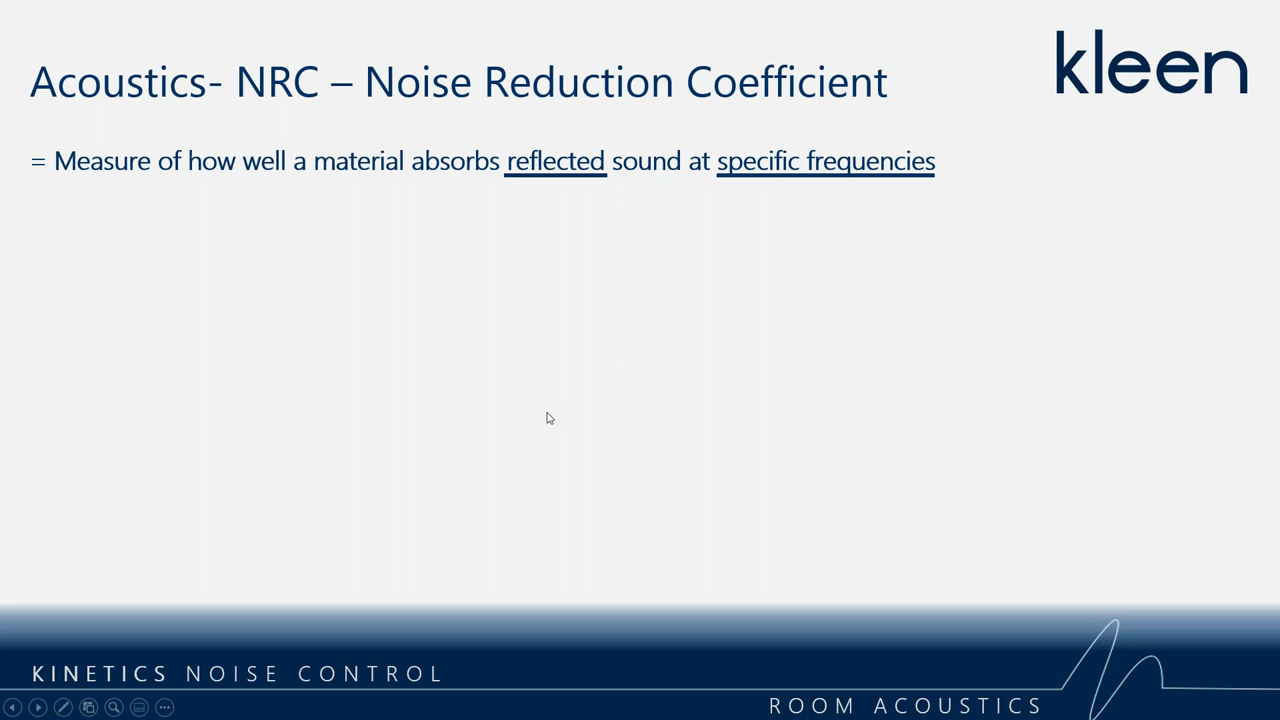 kleen
Acoustics- NRC – Noise Reduction Coefficient
= Measure of how well a material absorbs reflected sound at specific frequencies
KINETICS NOISE CONTROL
ROOM ACOUSTICS